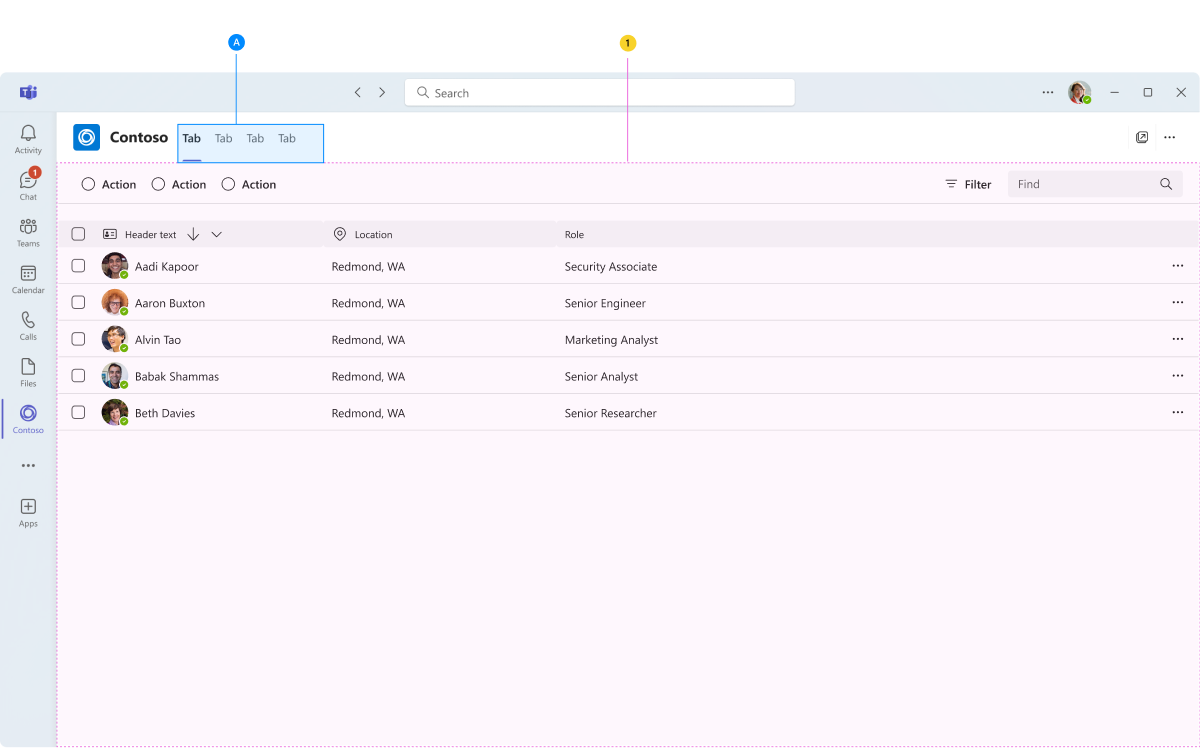 A
1
Search
Contoso Tab Tab Tab Tab
Activity
1
Chat
Teams
Calendar
Calls
Files
Contoso
Apps
Action Action Action Filter Find
Header text Location Role
Aadi Kapoor Redmond, WA Security Associate
Aaron Buxton Redmond, WA Senior Engineer
Alvin Tao Redmond, WA Marketing Analyst
Babak Shammas Redmond, WA Senior Analyst
Beth Davies Redmond, WA Senior Researcher